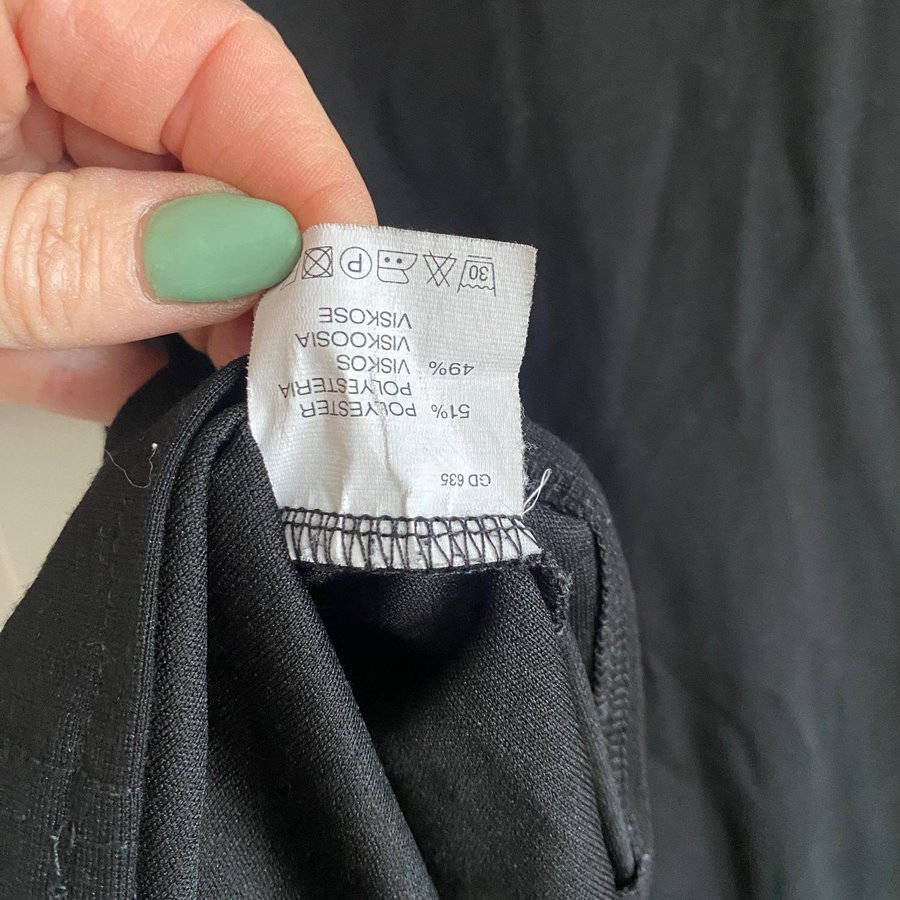 GD 635
51% POLYESTER
POLYESTERIA
49% VISKOS
VISKOOSIA
VISKOSE
30 P